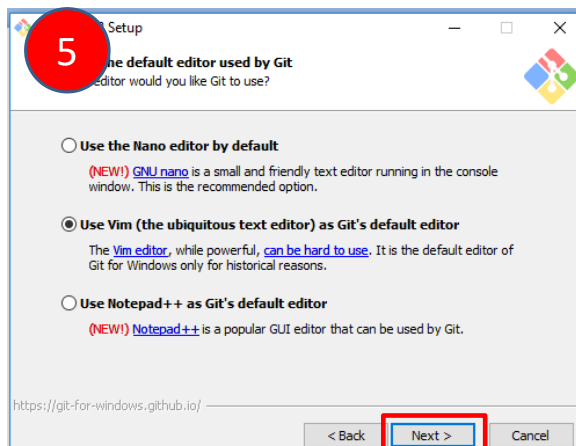 5
Setup
he default editor used by Git
editor would you like Git to use?
Use the Nano editor by default
(NEW!) GNU nano is a small and friendly text editor running in the console
window. This is the recommended option.
Use Vim (the ubiquitous text editor) as Git's default editor
The Vim editor, while powerful, can be hard to use. It is the default editor of
Git for Windows only for historical reasons.
Use Notepad++ as Git's default editor
(NEW!) Notepad++ is a popular GUI editor that can be used by Git.
https://git-for-windows.github.io/
< Back Next > Cancel